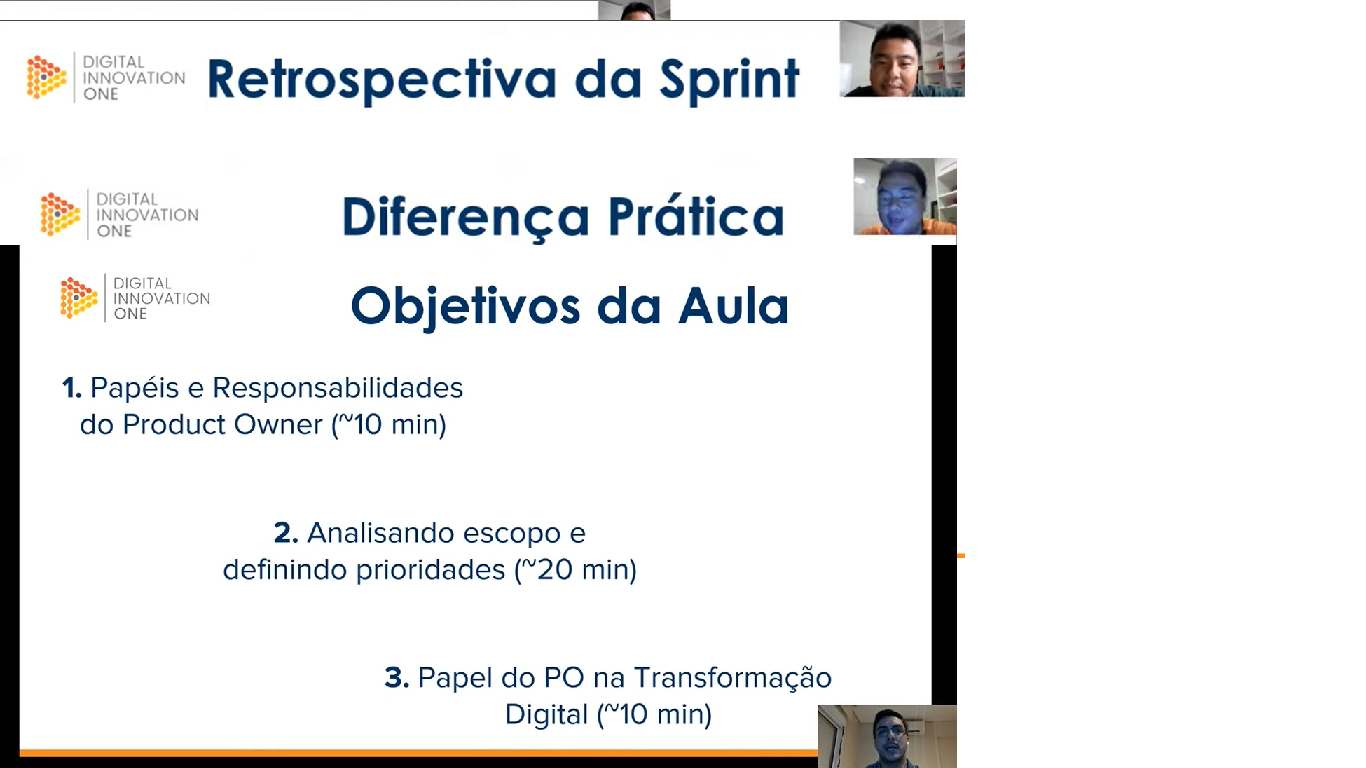 DIGITAL
INNOVATION
ONE
Retrospectiva da Sprint
DIGITAL
INNOVATION
ONE
Diferença Prática
DIGITAL
INNOVATION
ONE
Objetivos da Aula
1. Papéis e Responsabilidades
do Product Owner (~10 min)
2. Analisando escopo e
definindo prioridades (~20 min)
3. Papel do PO na Transformação
Digital (~10 min)